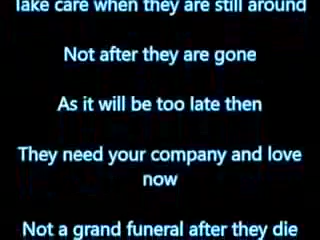 Take care when they are still around
Not after they are gone
As it will be too late then
They need your company and love
now
Not a grand funeral after they die